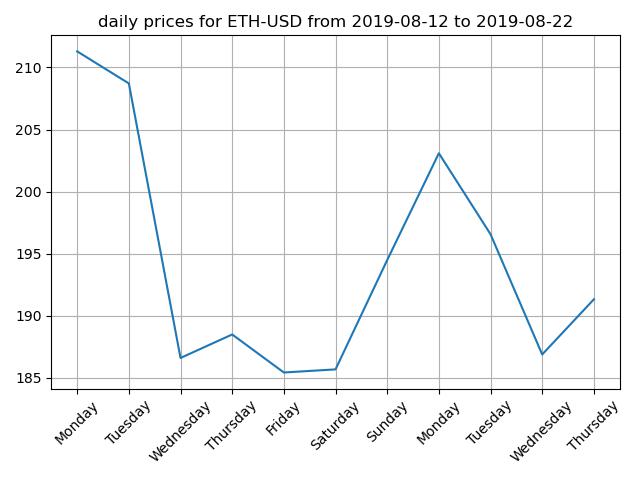 daily prices for ETH-USD from 2019-08-12 to 2019-08-22
210
205
200
195
190
185
Monday
Tuesday
Wednesday
Thursday
Friday
Saturday
Sunday
Monday
Tuesday
Wednesday
Thursday